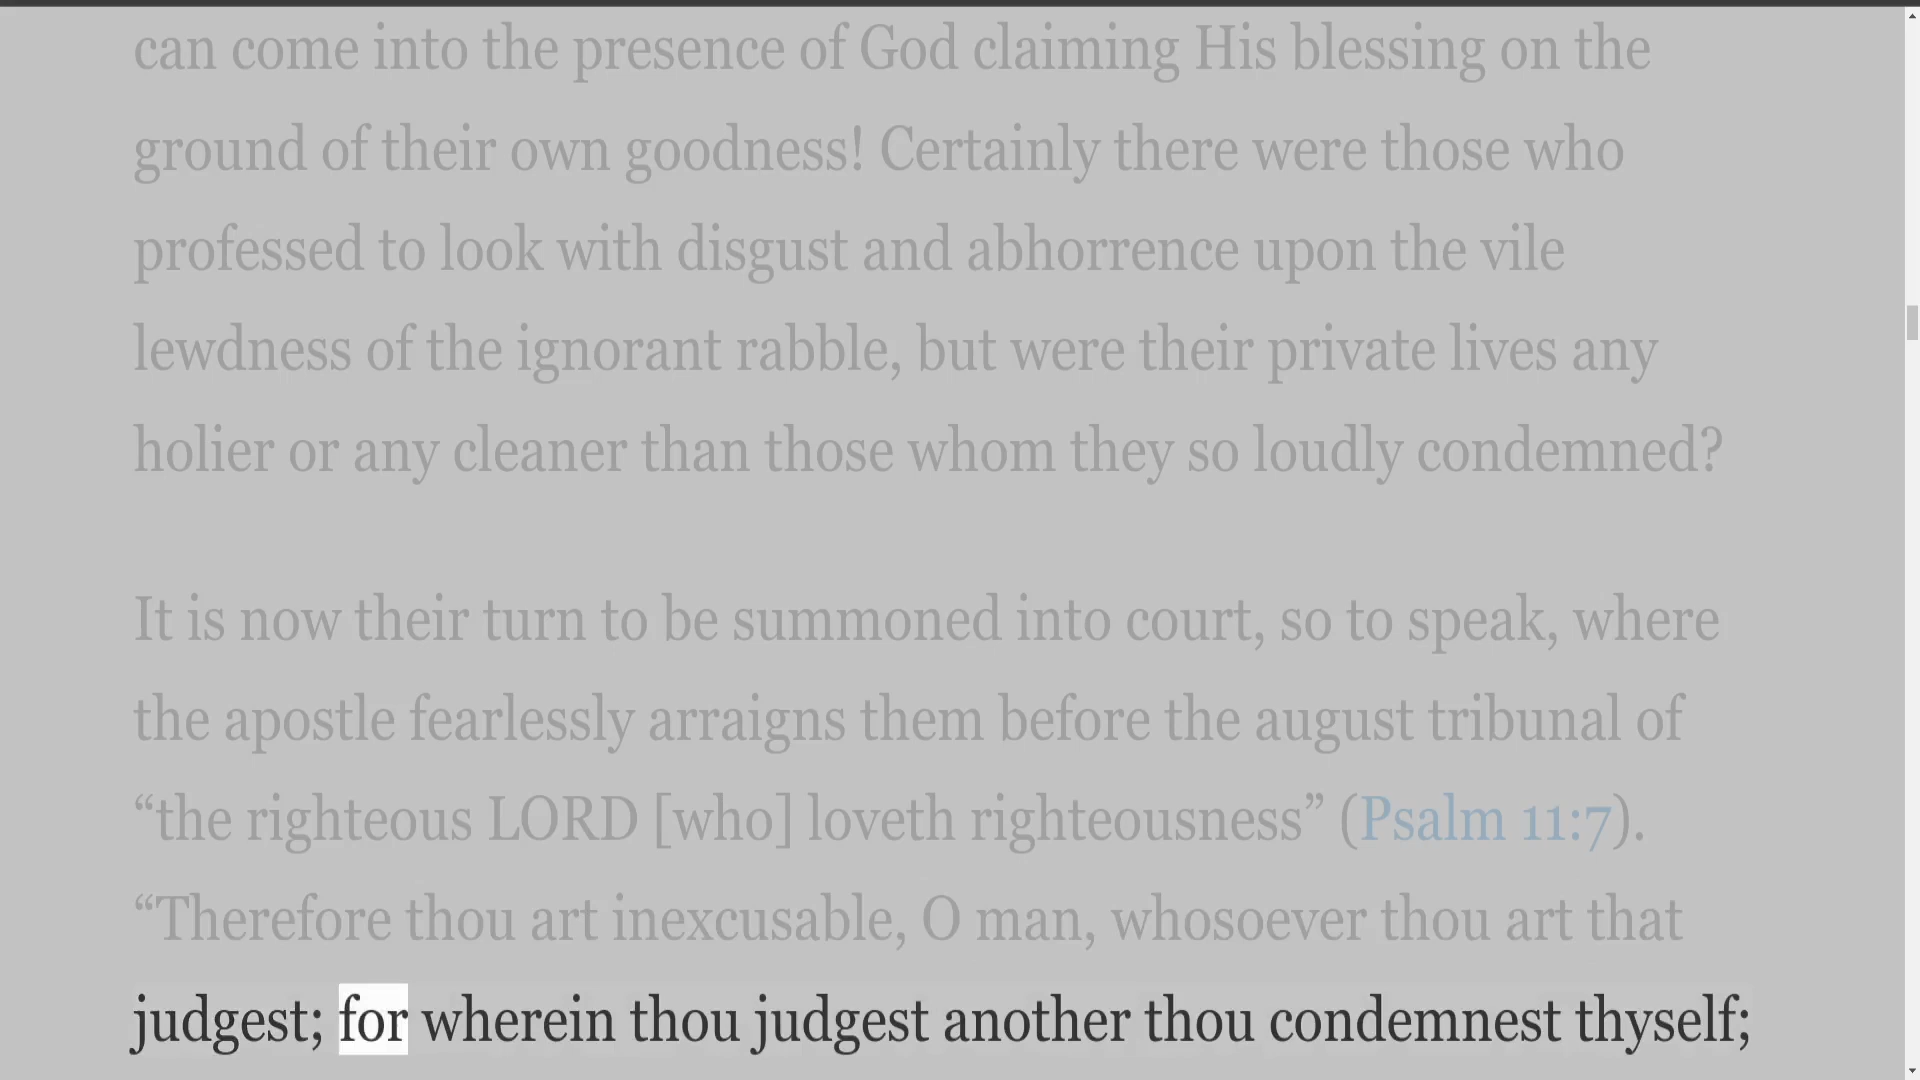 can come into the presence of God claiming His blessing on the
ground of their own goodness! Certainly there were those who
professed to look with disgust and abhorrence upon the vile
lewdness of the ignorant rabble, but were their private lives any
holier or any cleaner than those whom they so loudly condemned?
It is now their turn to be summoned into court, so to speak, where
the apostle fearlessly arraigns them before the august tribunal of
“the righteous LORD [who] loveth righteousness” (Psalm 11:7).
“Therefore thou art inexcusable, O man, whosoever thou art that
judgest; for wherein thou judgest another thou condemnest thyself;